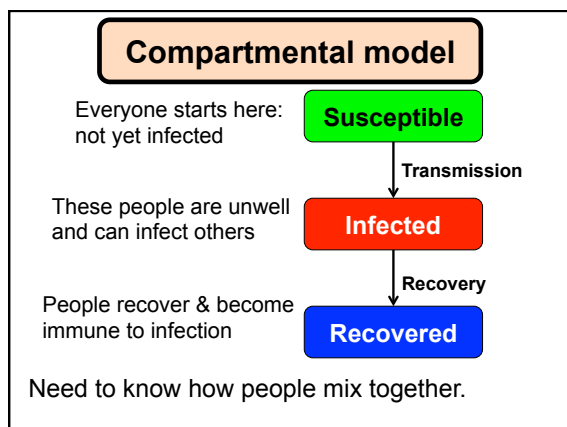 Compartmental model
Everyone starts here:
not yet infected
Susceptible
Transmission
These people are unwell
and can infect others
Infected
Recovery
People recover & become
immune to infection
Recovered
Need to know how people mix together.